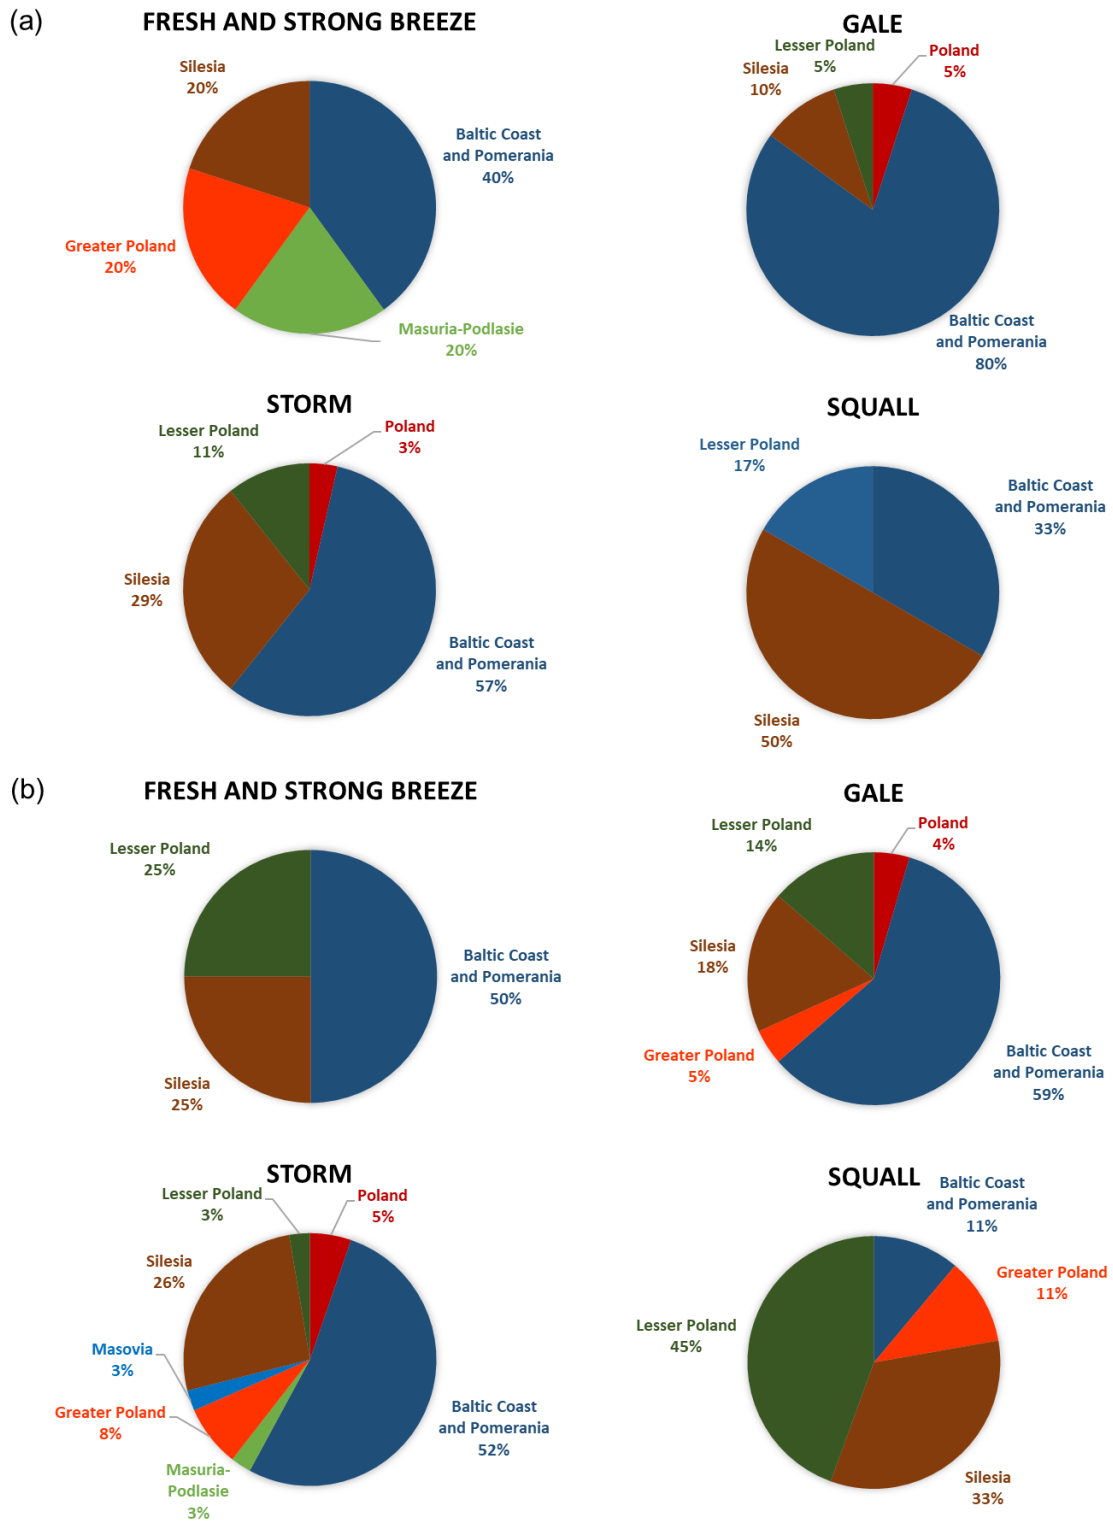 (a)
FRESH AND STRONG BREEZE
Silesia
20%
Baltic Coast
and Pomerania
40%
Greater Poland
20%
Masuria-Podlasie
20%
GALE
Lesser Poland
5%
Poland
5%
Silesia
10%
Baltic Coast
and Pomerania
80%
STORM
Lesser Poland
11%
Poland
3%
Silesia
29%
Baltic Coast
and Pomerania
57%
SQUALL
Lesser Poland
17%
Baltic Coast
and Pomerania
33%
Silesia
50%
(b)
FRESH AND STRONG BREEZE
Lesser Poland
25%
Baltic Coast
and Pomerania
50%
Silesia
25%
GALE
Lesser Poland
14%
Poland
4%
Silesia
18%
Greater Poland
5%
Baltic Coast
and Pomerania
59%
STORM
Lesser Poland
3%
Poland
5%
Silesia
26%
Masovia
3%
Greater Poland
8%
Masuria-
Podlasie
3%
Baltic Coast
and Pomerania
52%
SQUALL
Baltic Coast
and Pomerania
11%
Greater Poland
11%
Lesser Poland
45%
Silesia
33%